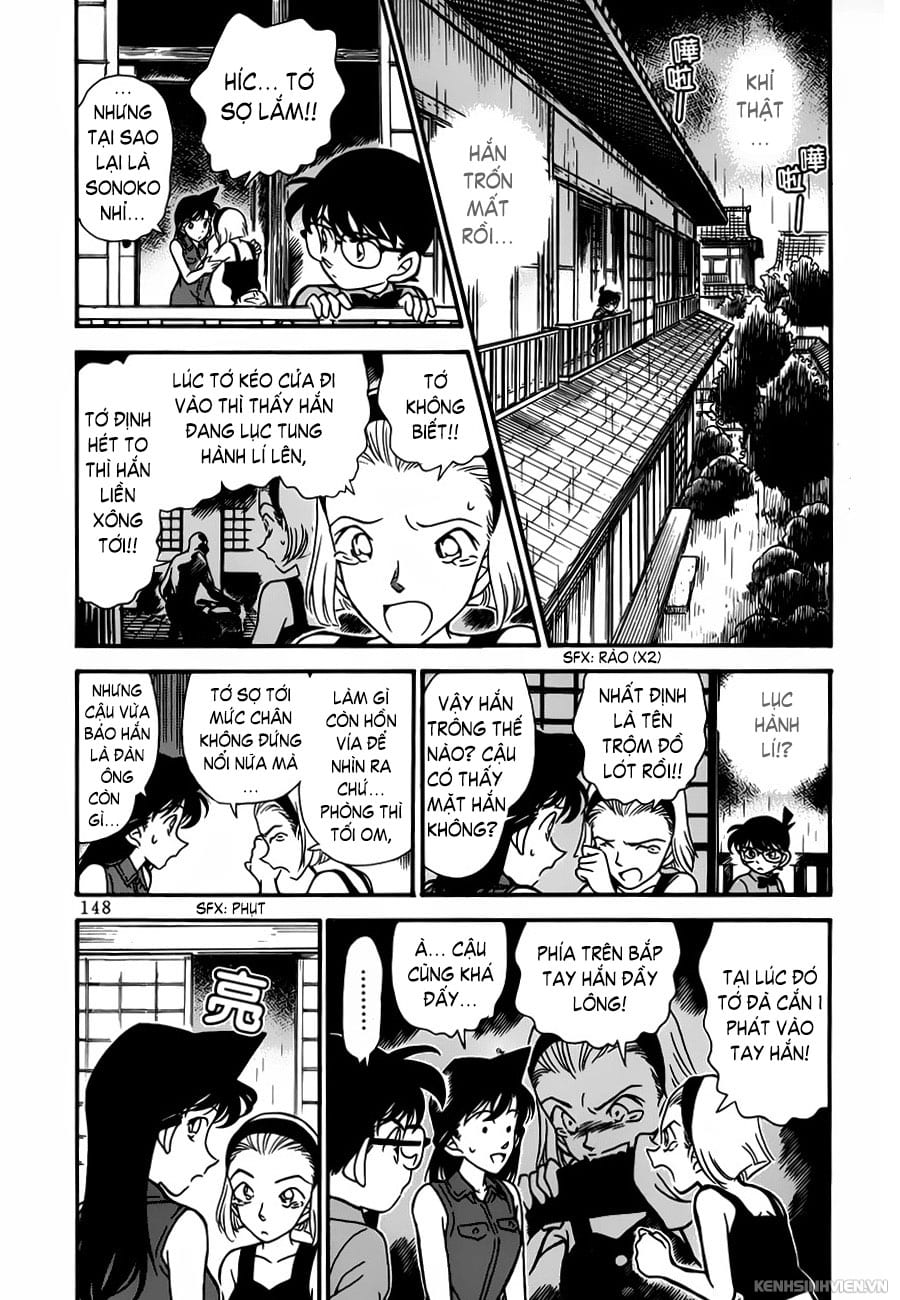 KHỈ
THẬT
...
HẮN
TRỐN
MẤT
RỒI...
嘩
啦
嘩
啦
HÍC... TỚ
SỢ LẮM!!
...
NHƯNG
TẠI SAO
LẠI LÀ
SONOKO
NHỈ...
TỚ
KHÔNG
BIẾT!!
LÚC TỚ KÉO CỬA ĐI
VÀO THÌ THẤY HẮN
ĐANG LỤC TUNG
HÀNH LÍ LÊN,
TỚ ĐỊNH
HÉT TO
THÌ HẮN
LIỀN
XÔNG
TỚI!!
SFX: RÀO (X2)
LỤC
HÀNH
LÍ!?
NHẤT ĐỊNH
LÀ TÊN
TRỘM ĐỒ
LÓT RỒI!!
VẬY HẮN
TRÔNG THẾ
NÀO? CẬU
CÓ THẤY
MẶT HẮN
KHÔNG?
LÀM GÌ
CÒN HỒN
VÍA ĐỂ
NHÌN RA
CHỨ...
PHÒNG THÌ
TỐI OM,
TỚ SỢ TỚI
MỨC CHÂN
KHÔNG ĐỨNG
NỔI NỮA MÀ
...
NHƯNG
CẬU VỪA
BẢO HẮN
LÀ ĐÀN
ÔNG CÒN
GÌ...
148
SFX: PHỤT
TẠI LÚC ĐÓ
TỚ ĐÃ CẮN 1
PHÁT VÀO
TAY HẮN!
PHÍA TRÊN BẮP
TAY HẮN ĐẦY
LÔNG!
À... CẬU
CŨNG KHÁ
ĐẤY...
.........
亮
KENHSINHVIEN.VN